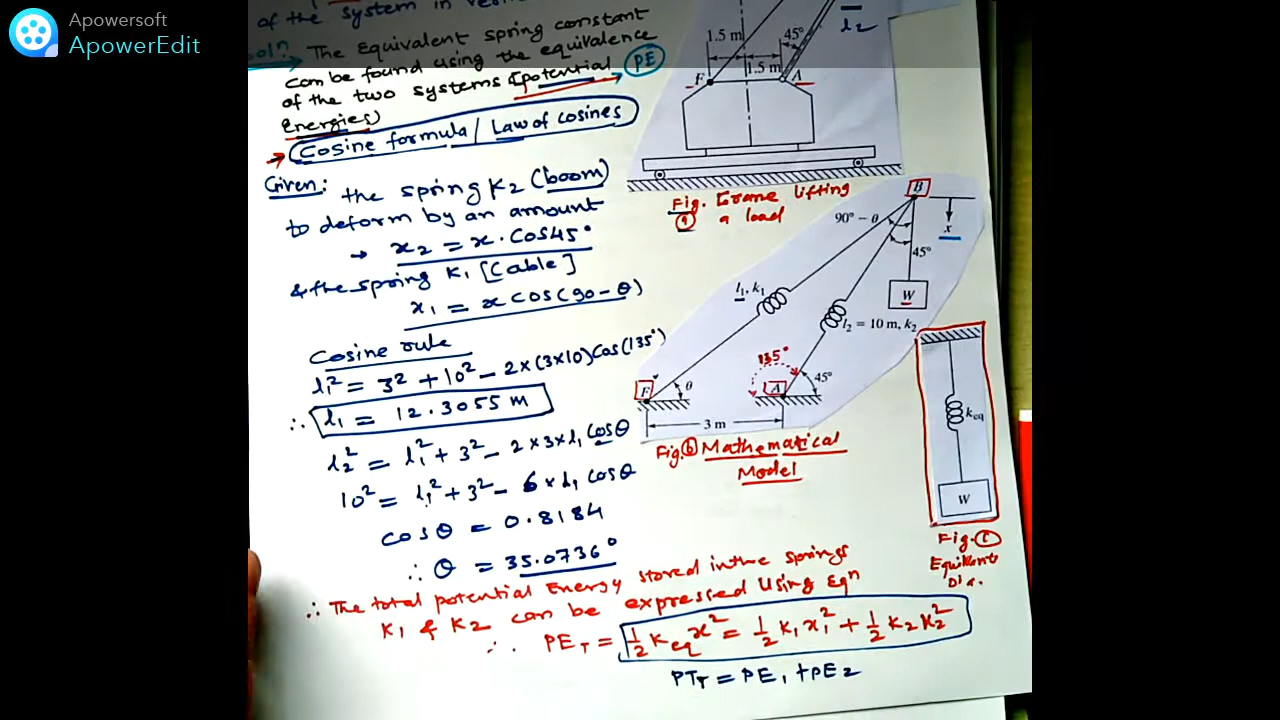 Apowersoft
ApowerEdit
of the system in
The Equivalent spring constant
can be found using the equivalence
of the two systems (potential
Energies)
PE
→ Cosine formula / Law of cosines
Given: the spring K2 (boom)
to deform by an amount
→ x2 = x. Cos45°
& the spring K1 [Cable]
x1 = x cos(90-θ)
Cosine rule
l1² = 3² + 10² - 2×(3×10) Cos(135°)
∴ l1 = 12.3055 m
l2² = l1² + 3² - 2×3×l1 cosθ
10² = l1² + 3² - 6×l1 cosθ
cosθ = 0.8184
∴ θ = 35.0736°
∴ The total potential Energy stored in the springs
K1 & K2 can be expressed Using Eqn
∴ PET = ½ Keq x² = ½ K1 x1² + ½ K2 x2²
PTT = PE1 + PE2
l2
1.5 m
45°
1.5 m
F
A
Fig. (a) Crane lifting
a load
B
90° − θ
x
45°
l1, k1
W
l2 = 10 m, k2
135°
F
θ
A
45°
3 m
Fig. (b) Mathematical
Model
keq
W
Fig. (c)
Equillent
Dia.